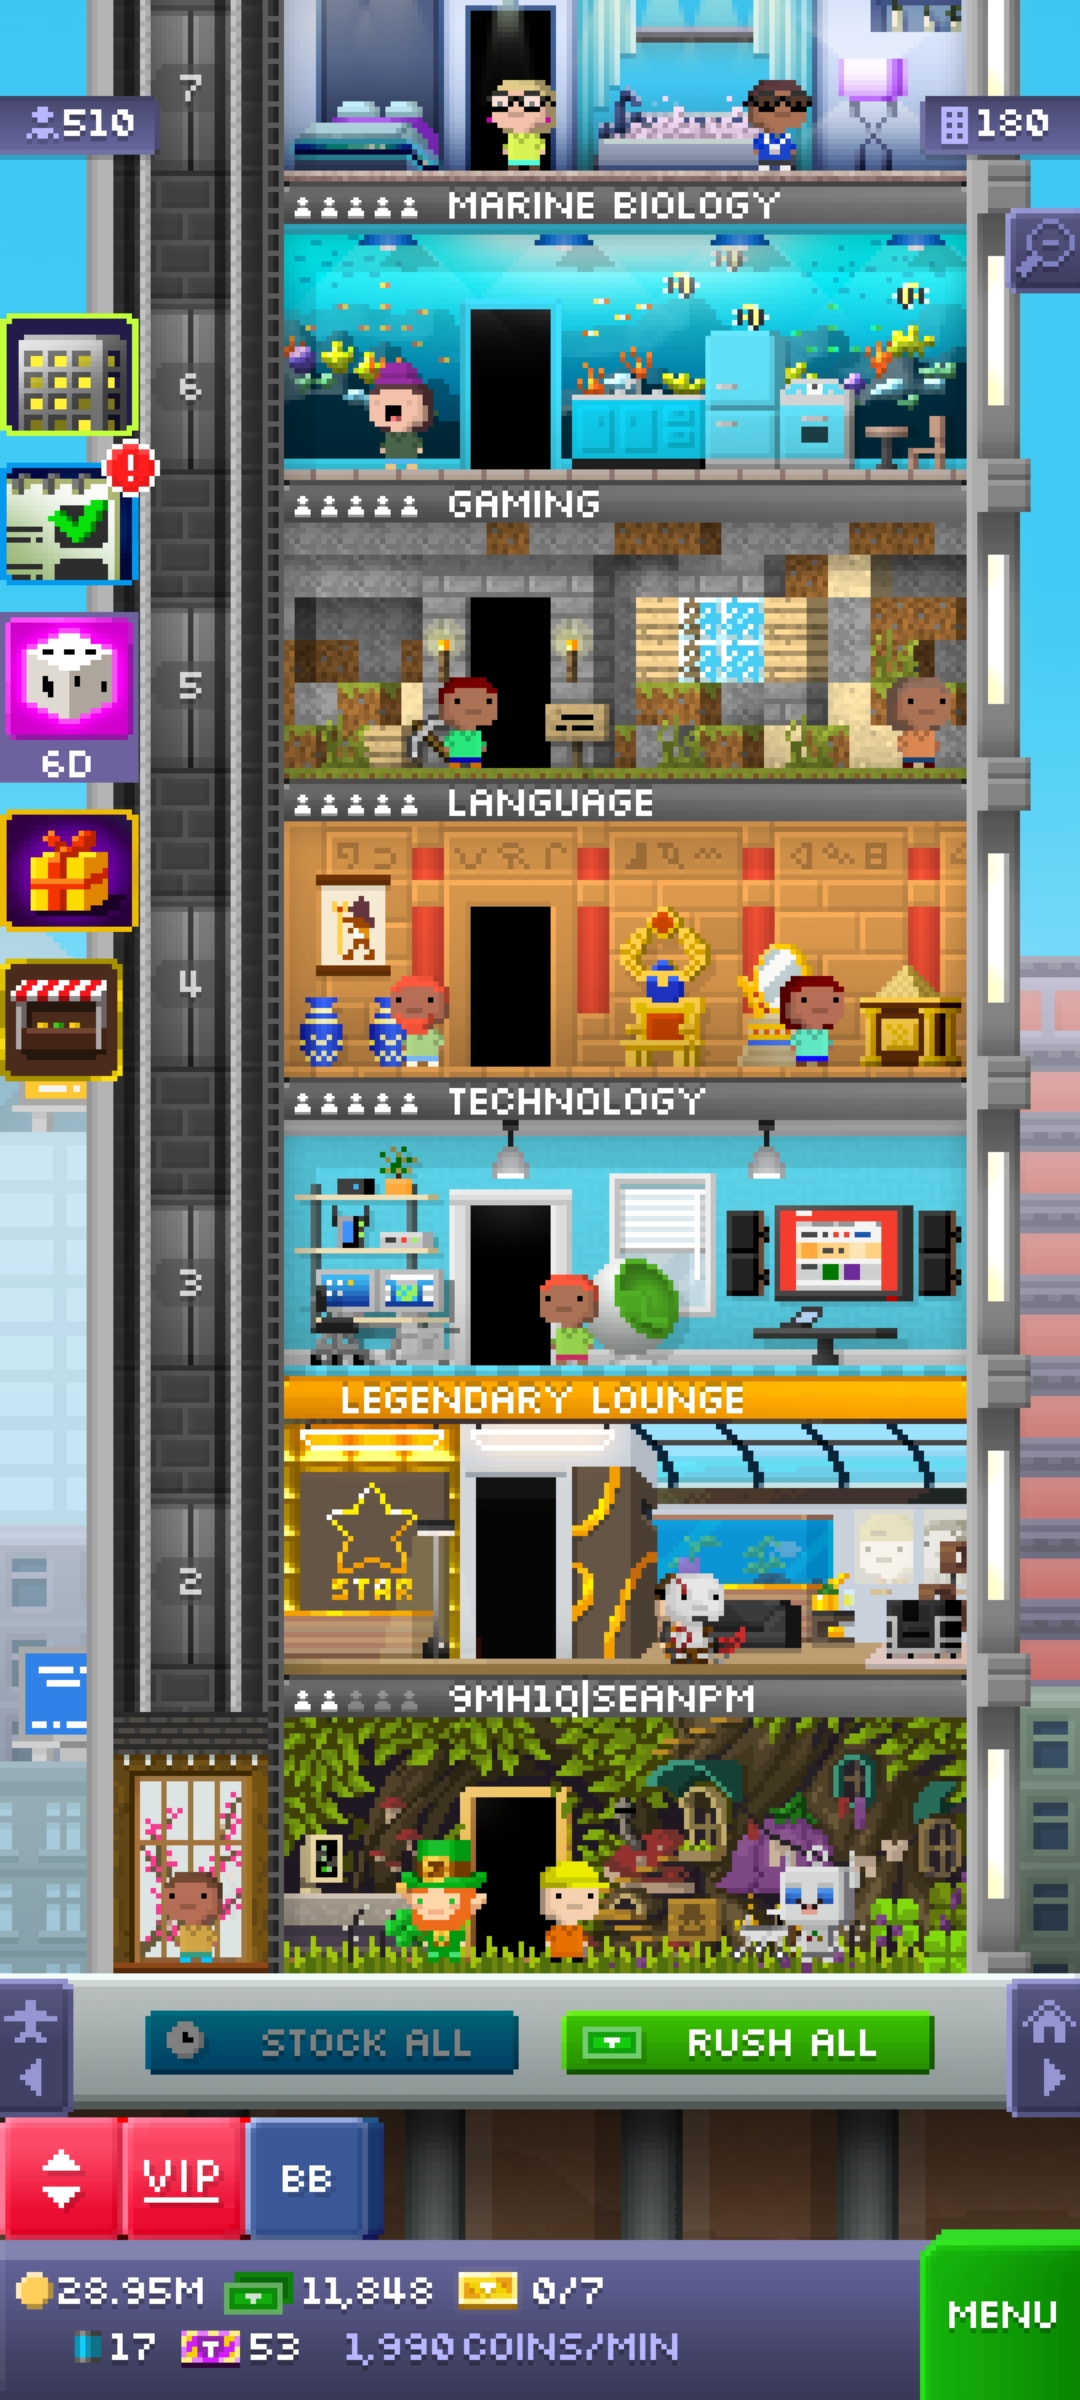 7
510
180
MARINE BIOLOGY
6
GAMING
5
6D
LANGUAGE
4
TECHNOLOGY
3
LEGENDARY LOUNGE
STAR
2
9MH1Q|SEANPM
STOCK ALL
RUSH ALL
VIP
BB
28.95M
11,848
0/7
MENU
17
53
1,990 COINS/MIN